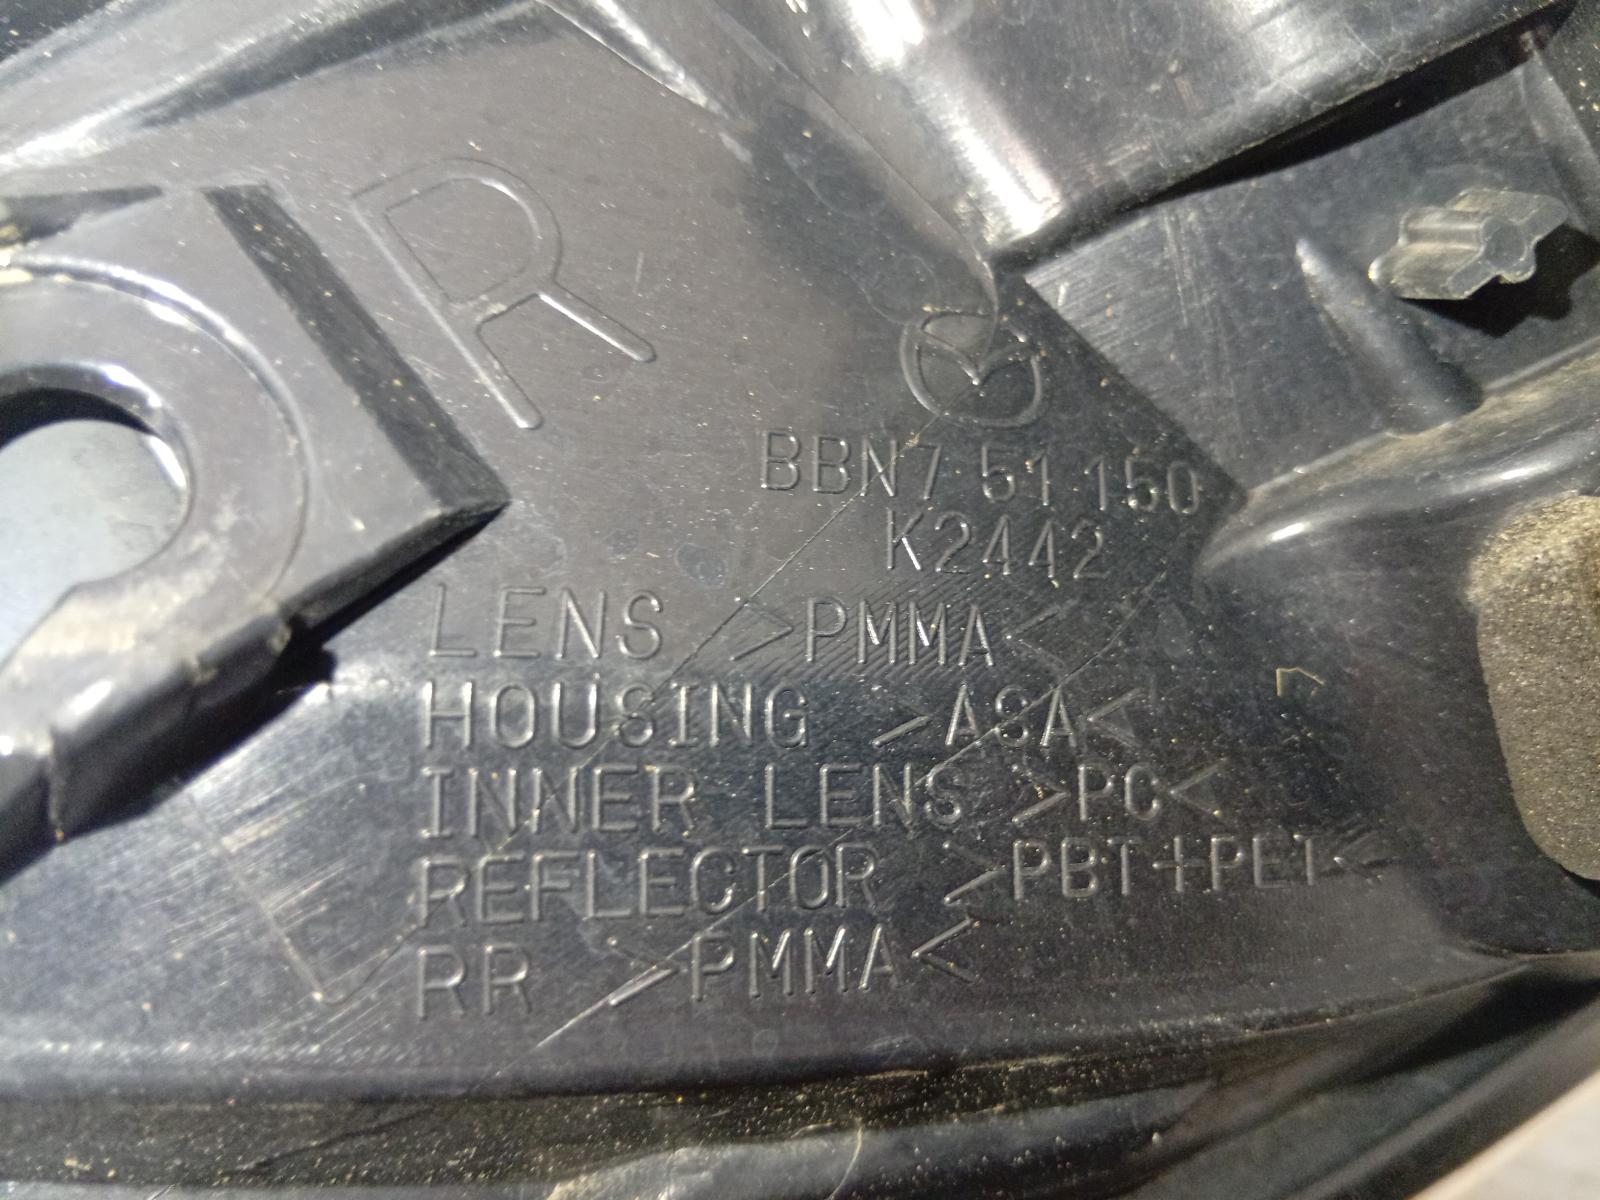 R
BBN7 51 150
K2442
LENS >PMMA<
HOUSING >ASA<
INNER LENS >PC<
REFLECTOR >PBT+PET<
RR >PMMA<